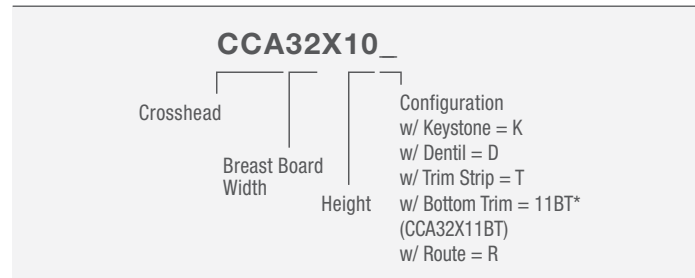 CCA32X10_
Crosshead
Breast Board
Width
Height
Configuration
w/ Keystone = K
w/ Dentil = D
w/ Trim Strip = T
w/ Bottom Trim = 11BT*
(CCA32X11BT)
w/ Route = R